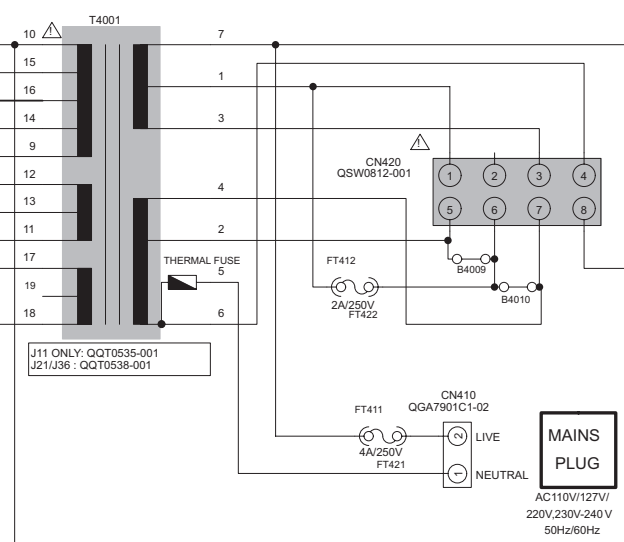 T4001
10
7
15
1
16
14
3
9
CN420
QSW0812-001
1
2
3
4
5
6
7
8
12
4
13
11
2
17
THERMAL FUSE
5
FT412
B4009
19
2A/250V
FT422
B4010
18
6
J11 ONLY: QQT0535-001
J21/J36 : QQT0538-001
CN410
QGA7901C1-02
FT411
4A/250V
FT421
2
LIVE
1
NEUTRAL
MAINS
PLUG
AC110V/127V/
220V,230V-240 V
50Hz/60Hz